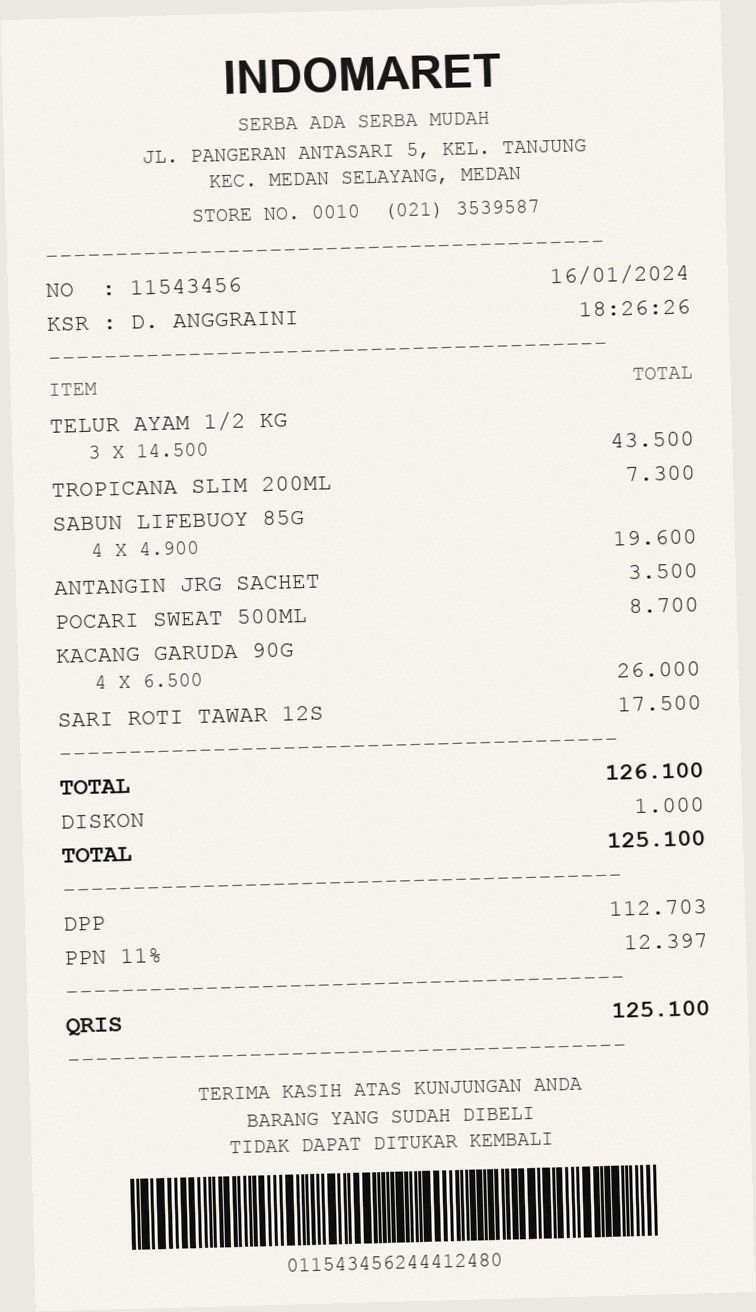 INDOMARET
SERBA ADA SERBA MUDAH
JL. PANGERAN ANTASARI 5, KEL. TANJUNG
KEC. MEDAN SELAYANG, MEDAN
STORE NO. 0010  (021) 3539587
----------------------------------------
NO  : 11543456 16/01/2024
KSR : D. ANGGRAINI 18:26:26
----------------------------------------
ITEM TOTAL
TELUR AYAM 1/2 KG
3 X 14.500 43.500
TROPICANA SLIM 200ML 7.300
SABUN LIFEBUOY 85G
4 X 4.900 19.600
ANTANGIN JRG SACHET 3.500
POCARI SWEAT 500ML 8.700
KACANG GARUDA 90G
4 X 6.500 26.000
SARI ROTI TAWAR 12S 17.500
----------------------------------------
TOTAL 126.100
DISKON 1.000
TOTAL 125.100
----------------------------------------
DPP 112.703
PPN 11% 12.397
----------------------------------------
QRIS 125.100
----------------------------------------
TERIMA KASIH ATAS KUNJUNGAN ANDA
BARANG YANG SUDAH DIBELI
TIDAK DAPAT DITUKAR KEMBALI
011543456244412480